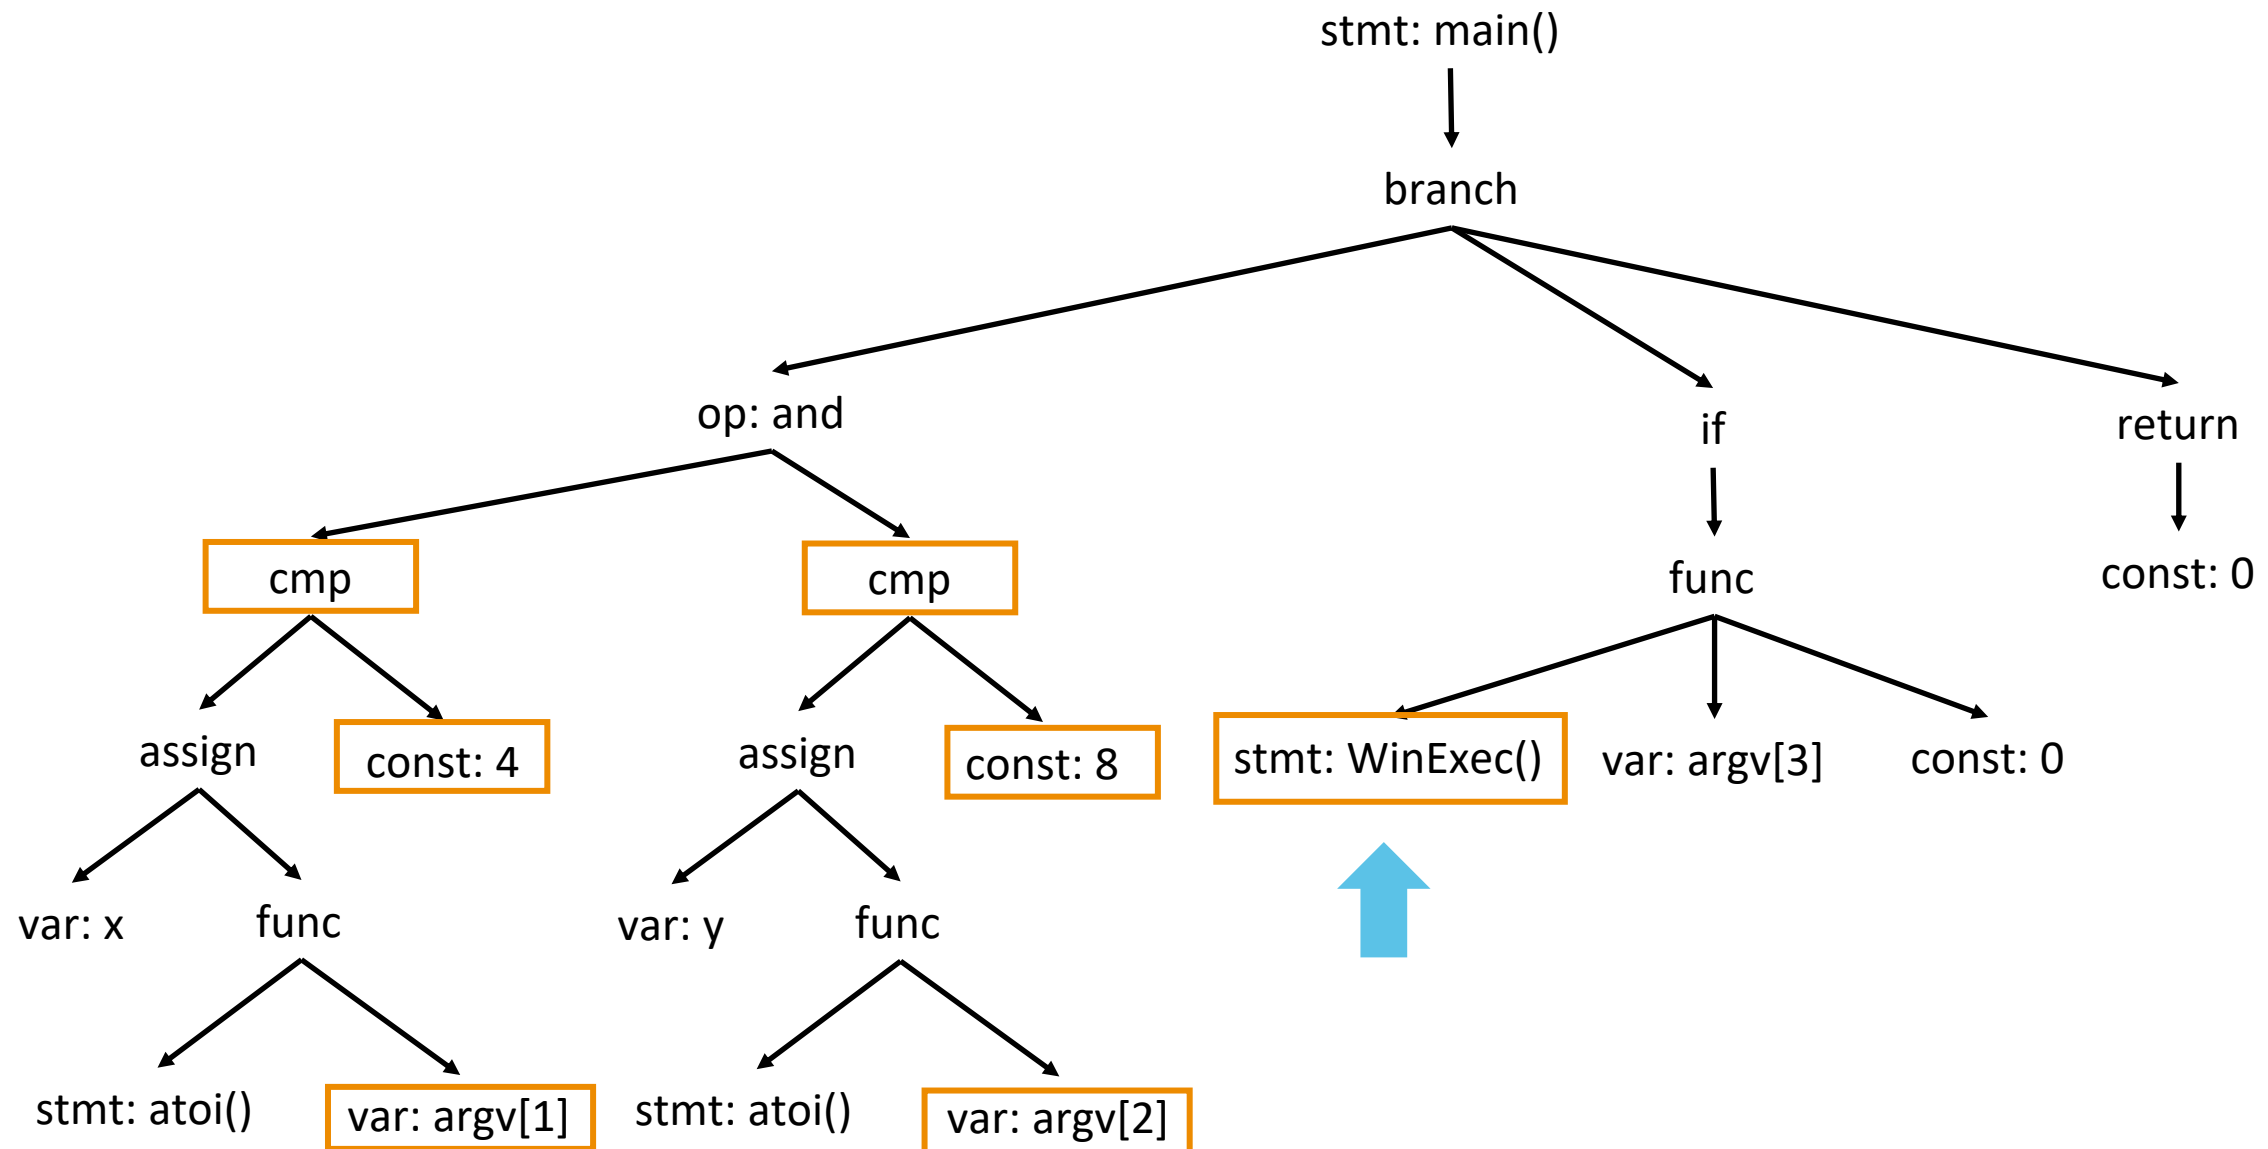 stmt: main()
branch
op: and
if
return
cmp
cmp
func
const: 0
assign
const: 4
assign
const: 8
stmt: WinExec()
var: argv[3]
const: 0
var: x
func
var: y
func
stmt: atoi()
var: argv[1]
stmt: atoi()
var: argv[2]